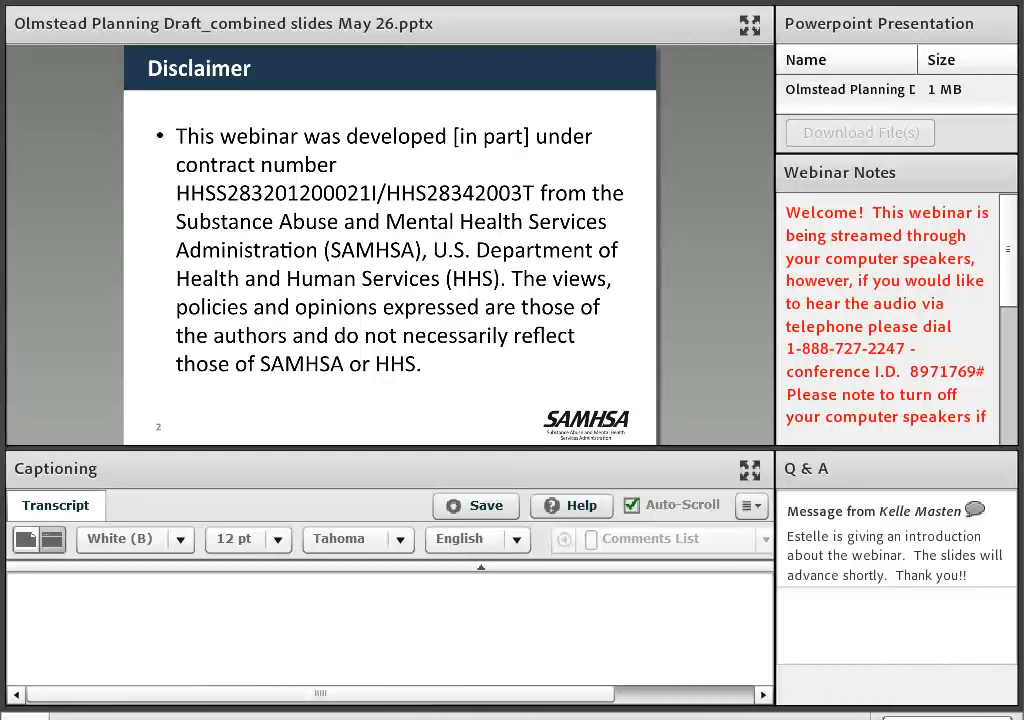 Olmstead Planning Draft_combined slides May 26.pptx
Disclaimer
• This webinar was developed [in part] under
contract number
HHSS283201200021I/HHS28342003T from the
Substance Abuse and Mental Health Services
Administration (SAMHSA), U.S. Department of
Health and Human Services (HHS). The views,
policies and opinions expressed are those of
the authors and do not necessarily reflect
those of SAMHSA or HHS.
2
SAMHSA
Substance Abuse and Mental Health
Services Administration
Powerpoint Presentation
Name Size
Olmstead Planning D 1 MB
Download File(s)
Webinar Notes
Welcome! This webinar is
being streamed through
your computer speakers,
however, if you would like
to hear the audio via
telephone please dial
1-888-727-2247 -
conference I.D. 8971769#
Please note to turn off
your computer speakers if
Captioning
Transcript
Save
Help
Auto-Scroll
White (B)
12 pt
Tahoma
English
Comments List
Q & A
Message from Kelle Masten
Estelle is giving an introduction
about the webinar. The slides will
advance shortly. Thank you!!